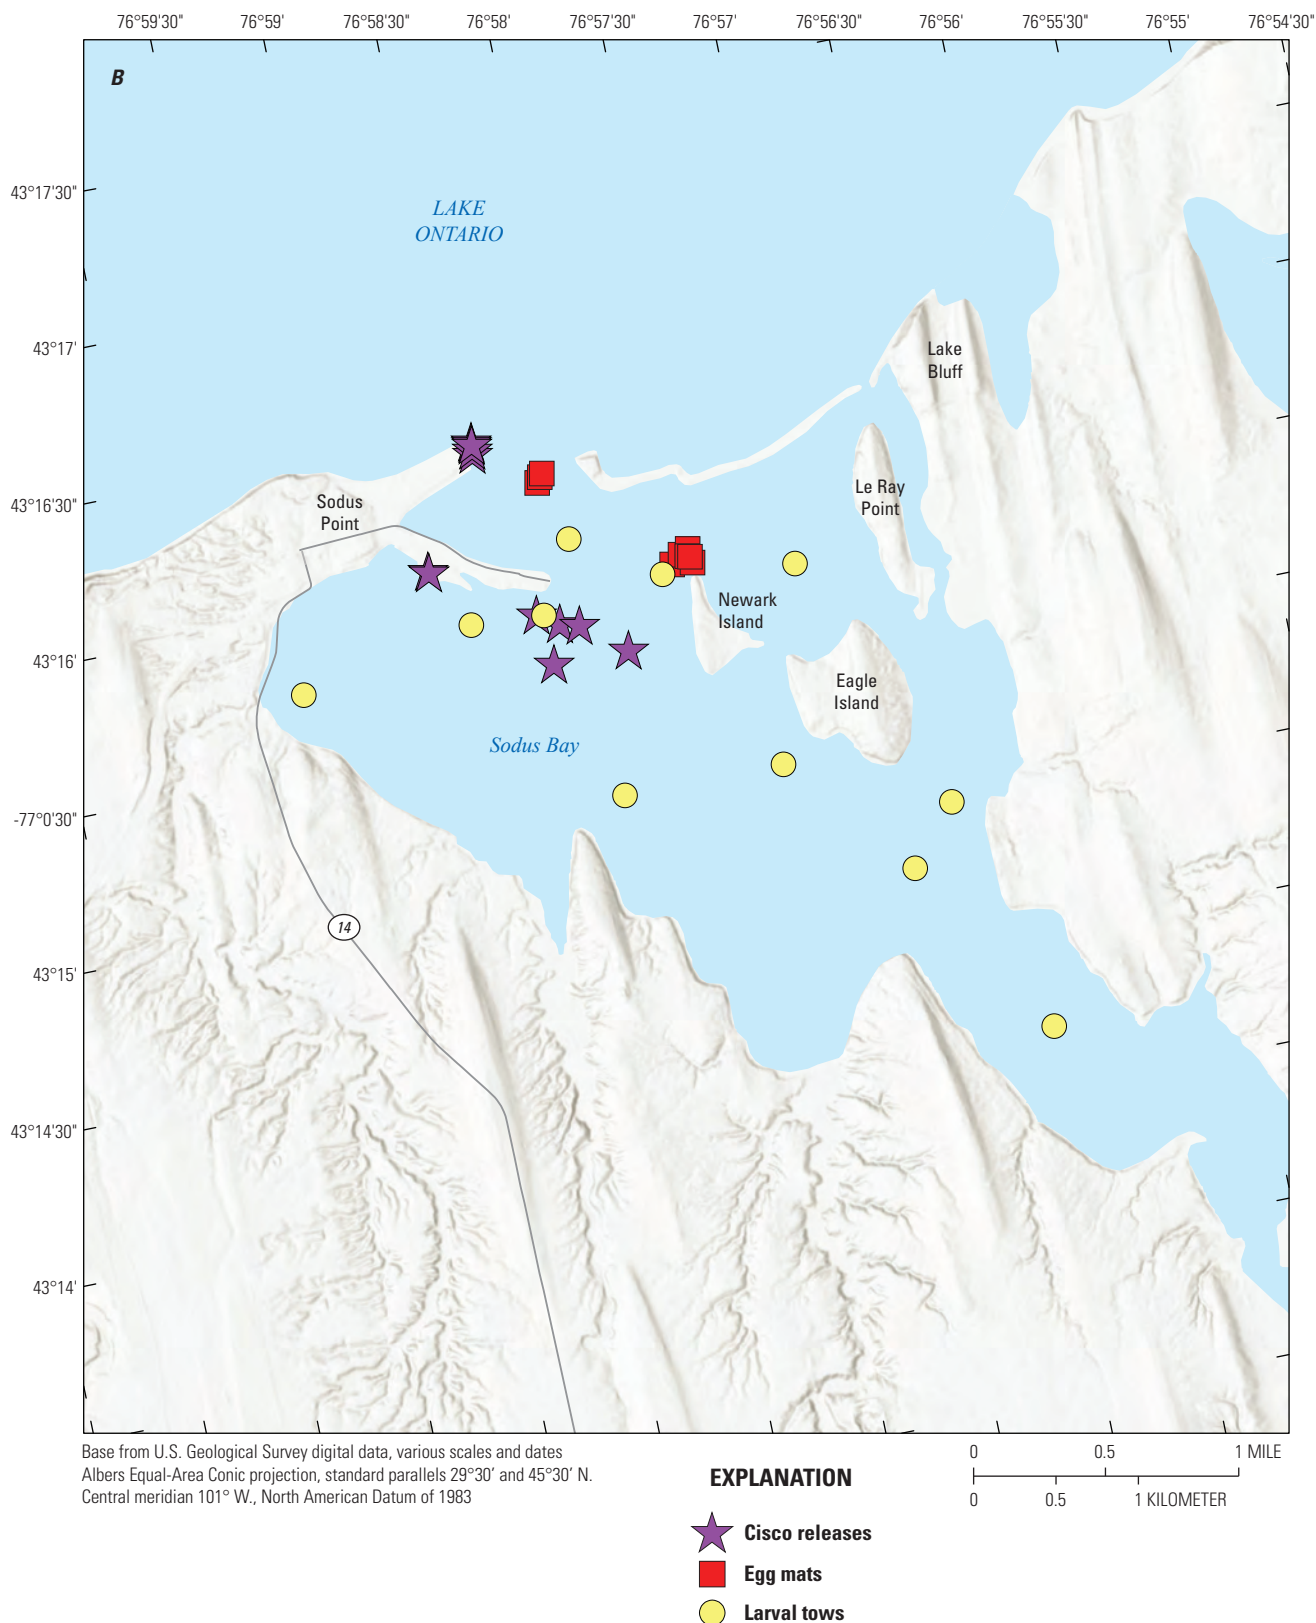 76°59'30" 76°59' 76°58'30" 76°58' 76°57'30" 76°57' 76°56'30" 76°56' 76°55'30" 76°55' 76°54'30"
B
43°17'30"
LAKE
ONTARIO
43°17'
Lake
Bluff
43°16'30"
Sodus
Point
Le Ray
Point
Newark
Island
43°16'
Eagle
Island
Sodus Bay
-77°0'30"
14
43°15'
43°14'30"
43°14'
Base from U.S. Geological Survey digital data, various scales and dates
Albers Equal-Area Conic projection, standard parallels 29°30′ and 45°30′ N.
Central meridian 101° W., North American Datum of 1983
0 0.5 1 MILE
0 0.5 1 KILOMETER
EXPLANATION
Cisco releases
Egg mats
Larval tows